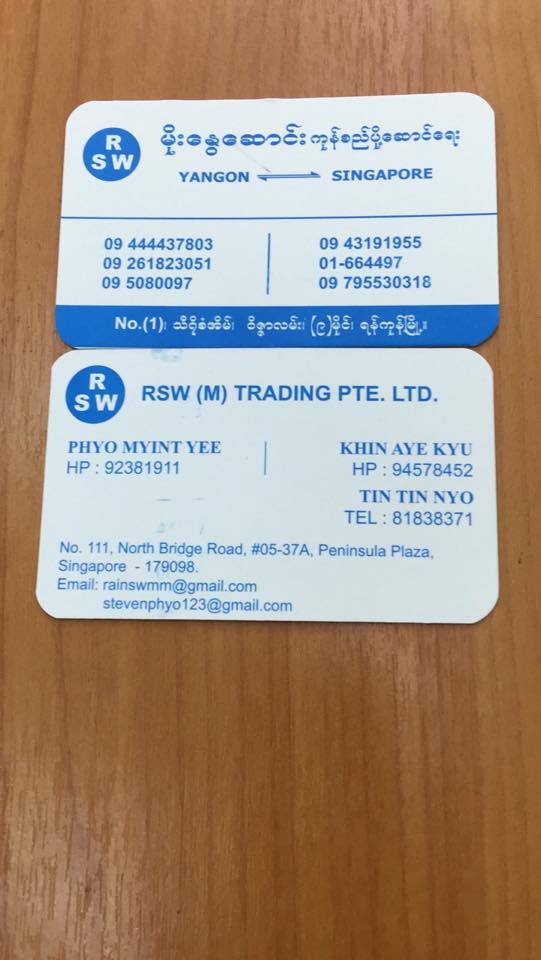 R
S W
မိုးနွေဆောင်း ကုန်စည်ပို့ဆောင်ရေး
YANGON SINGAPORE
09 444437803 09 43191955
09 261823051 01-664497
09 5080097 09 795530318
No.(1)၊ သီရိစံအိမ်၊ ဝိဇ္ဇာလမ်း၊ (၉)မိုင်၊ ရန်ကုန်မြို့။
R
S W
RSW (M) TRADING PTE. LTD.
PHYO MYINT YEE KHIN AYE KYU
HP : 92381911 HP : 94578452
TIN TIN NYO
TEL : 81838371
No. 111, North Bridge Road, #05-37A, Peninsula Plaza,
Singapore - 179098.
Email: rainswmm@gmail.com
stevenphyo123@gmail.com